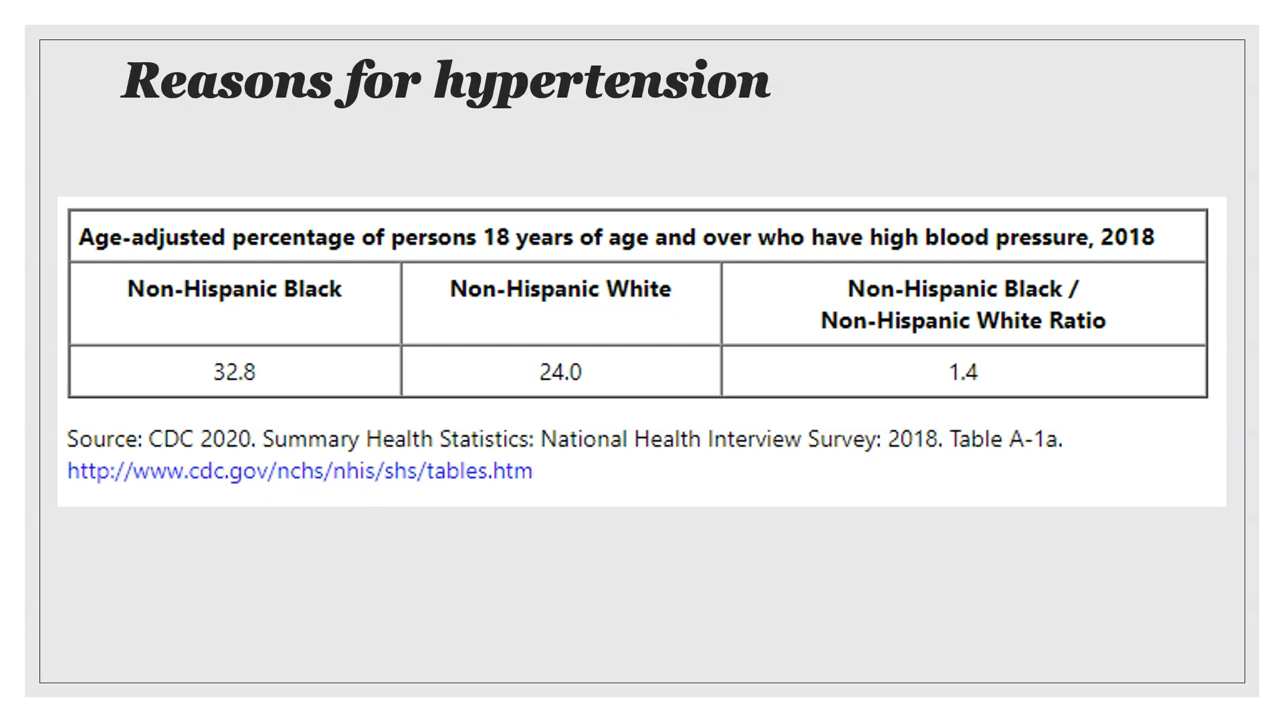 Reasons for hypertension
Age-adjusted percentage of persons 18 years of age and over who have high blood pressure, 2018
Non-Hispanic Black
Non-Hispanic White
Non-Hispanic Black /
Non-Hispanic White Ratio
32.8
24.0
1.4
Source: CDC 2020. Summary Health Statistics: National Health Interview Survey: 2018. Table A-1a.
http://www.cdc.gov/nchs/nhis/shs/tables.htm